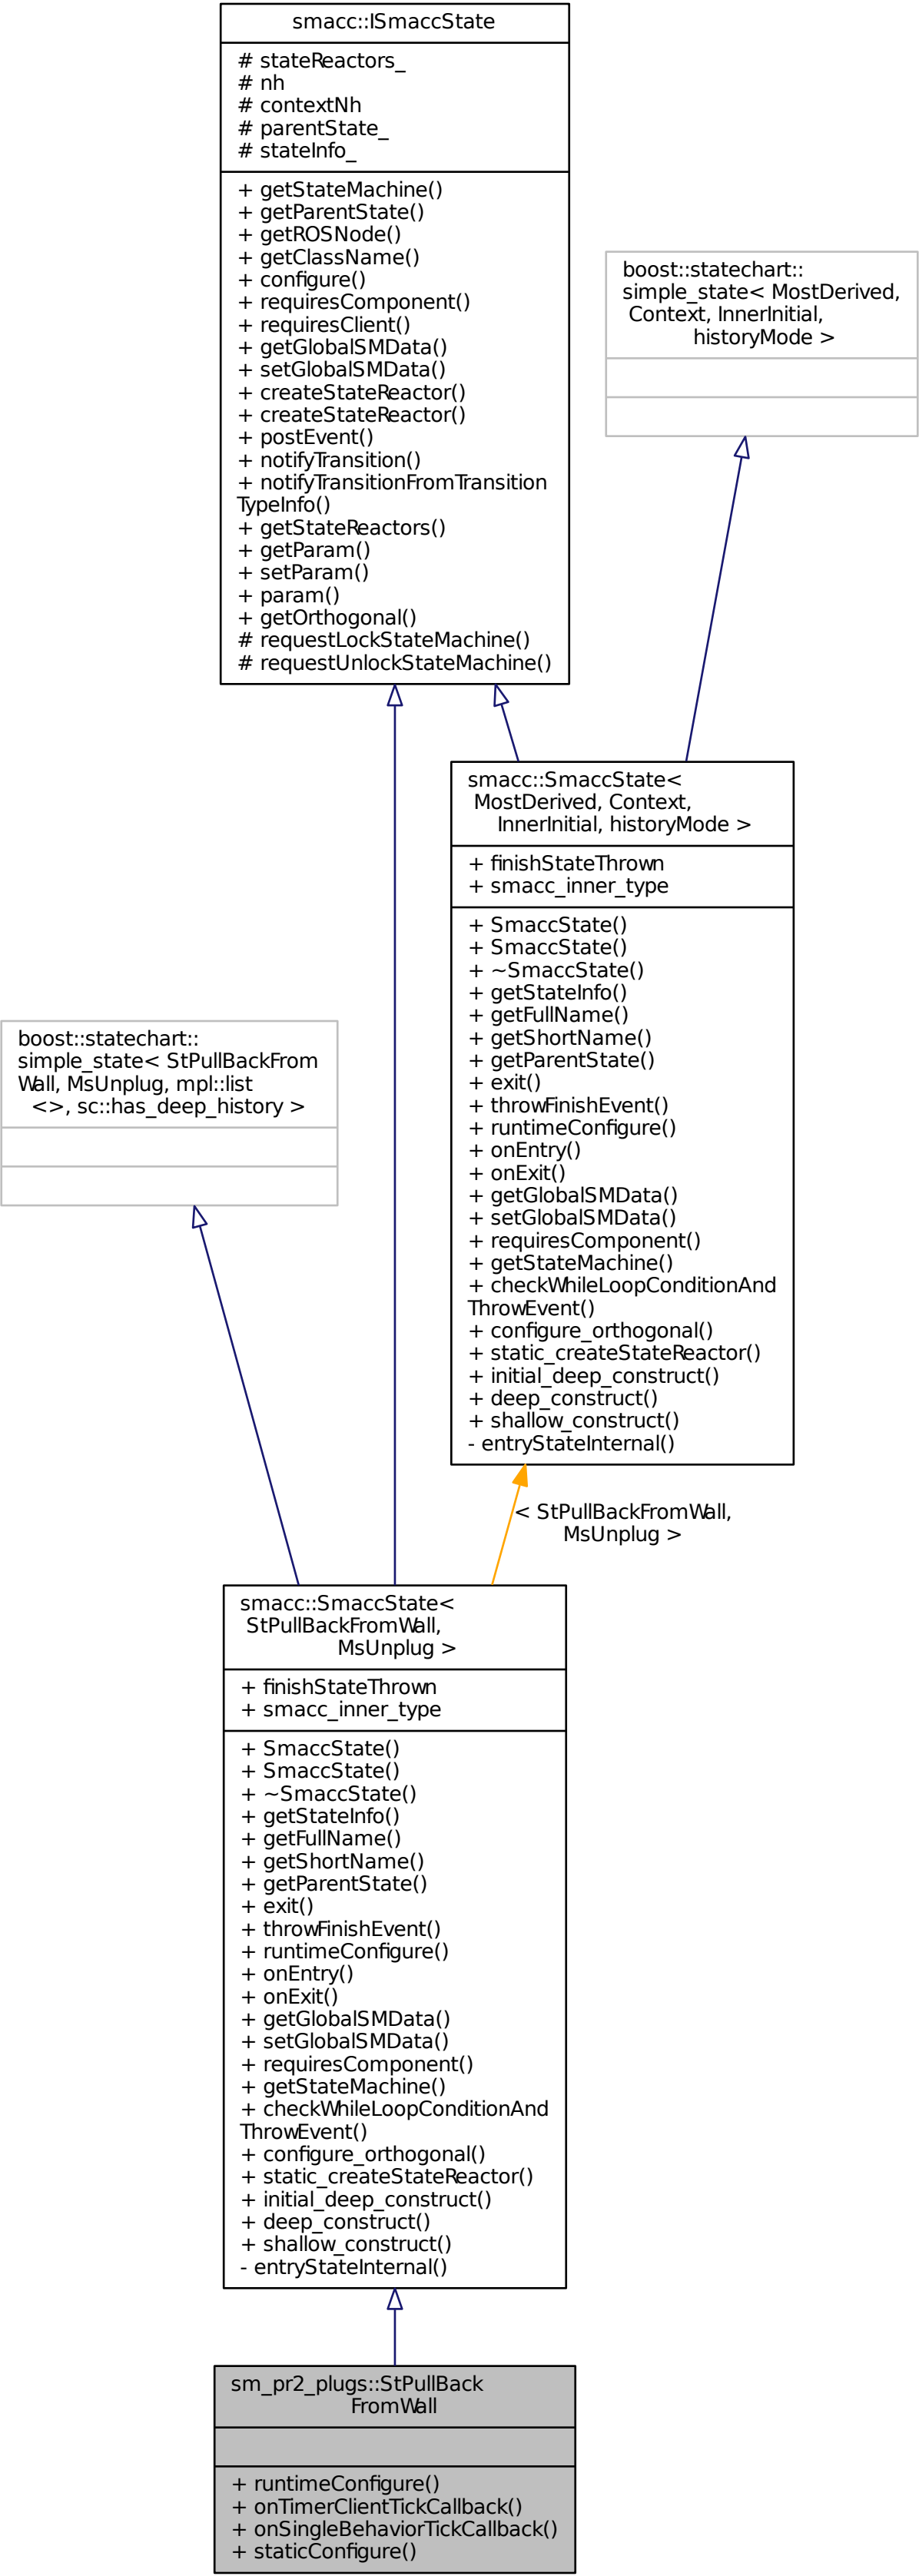 smacc::ISmaccState
# stateReactors_
# nh
# contextNh
# parentState_
# stateInfo_
+ getStateMachine()
+ getParentState()
+ getROSNode()
+ getClassName()
+ configure()
+ requiresComponent()
+ requiresClient()
+ getGlobalSMData()
+ setGlobalSMData()
+ createStateReactor()
+ createStateReactor()
+ postEvent()
+ notifyTransition()
+ notifyTransitionFromTransition
TypeInfo()
+ getStateReactors()
+ getParam()
+ setParam()
+ param()
+ getOrthogonal()
# requestLockStateMachine()
# requestUnlockStateMachine()
boost::statechart::
simple_state< MostDerived,
Context, InnerInitial,
historyMode >
smacc::SmaccState<
MostDerived, Context,
InnerInitial, historyMode >
+ finishStateThrown
+ smacc_inner_type
+ SmaccState()
+ SmaccState()
+ ~SmaccState()
+ getStateInfo()
+ getFullName()
+ getShortName()
+ getParentState()
+ exit()
+ throwFinishEvent()
+ runtimeConfigure()
+ onEntry()
+ onExit()
+ getGlobalSMData()
+ setGlobalSMData()
+ requiresComponent()
+ getStateMachine()
+ checkWhileLoopConditionAnd
ThrowEvent()
+ configure_orthogonal()
+ static_createStateReactor()
+ initial_deep_construct()
+ deep_construct()
+ shallow_construct()
- entryStateInternal()
boost::statechart::
simple_state< StPullBackFrom
Wall, MsUnplug, mpl::list
<>, sc::has_deep_history >
< StPullBackFromWall,
MsUnplug >
smacc::SmaccState<
StPullBackFromWall,
MsUnplug >
+ finishStateThrown
+ smacc_inner_type
+ SmaccState()
+ SmaccState()
+ ~SmaccState()
+ getStateInfo()
+ getFullName()
+ getShortName()
+ getParentState()
+ exit()
+ throwFinishEvent()
+ runtimeConfigure()
+ onEntry()
+ onExit()
+ getGlobalSMData()
+ setGlobalSMData()
+ requiresComponent()
+ getStateMachine()
+ checkWhileLoopConditionAnd
ThrowEvent()
+ configure_orthogonal()
+ static_createStateReactor()
+ initial_deep_construct()
+ deep_construct()
+ shallow_construct()
- entryStateInternal()
sm_pr2_plugs::StPullBack
FromWall
+ runtimeConfigure()
+ onTimerClientTickCallback()
+ onSingleBehaviorTickCallback()
+ staticConfigure()